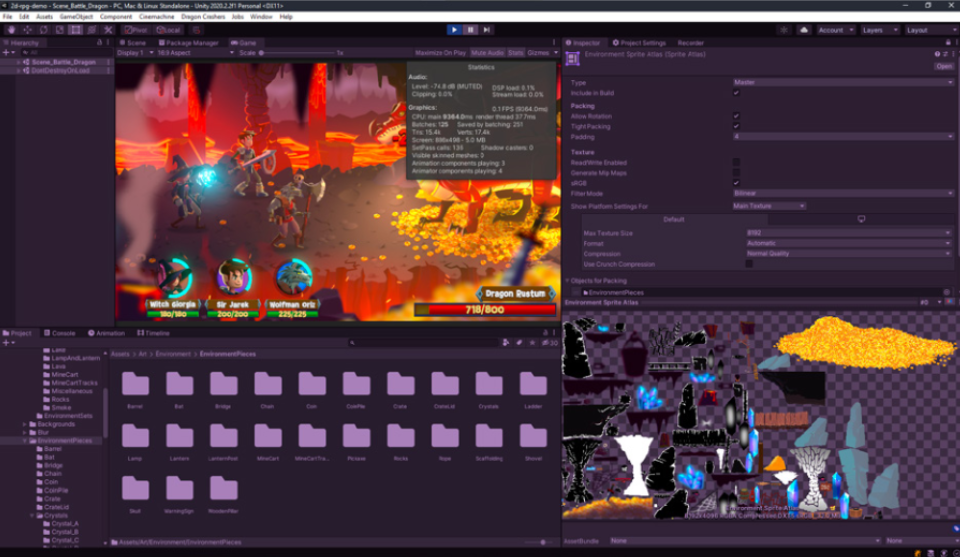 2d-rpg-demo - Scene_Battle_Dragon - PC, Mac & Linux Standalone - Unity 2020.2.2f1 Personal <DX11>
File Edit Assets GameObject Component Cinemachine Dragon Crashers Jobs Window Help
Pivot Local Account Layers Layout
Hierarchy
All
Scene_Battle_Dragon
DontDestroyOnLoad
Scene Package Manager Game
Display 1 16:9 Aspect Scale 1x Maximize On Play Mute Audio Stats Gizmos
Statistics
Audio:
Level: -74.8 dB (MUTED) DSP load: 0.1%
Clipping: 0.0% Stream load: 0.0%
Graphics: 0.1 FPS (9364.0ms)
CPU: main 9364.0ms render thread 37.7ms
Batches: 125 Saved by batching: 251
Tris: 15.4k Verts: 17.4k
Screen: 886x498 - 5.0 MB
SetPass calls: 136 Shadow casters: 0
Visible skinned meshes: 3
Animation components playing: 3
Animator components playing: 4
Witch Giorgia Sir Jarek Wolfman Oriz
180/180 200/200 225/225
Dragon Rustum
718/800
Inspector Project Settings Recorder
Environment Sprite Atlas (Sprite Atlas)
Open
Type Master
Include in Build
Packing
Allow Rotation
Tight Packing
Padding 4
Texture
Read/Write Enabled
Generate Mip Maps
sRGB
Filter Mode Bilinear
Show Platform Settings For Main Texture
Default
Max Texture Size 8192
Format Automatic
Compression Normal Quality
Use Crunch Compression
Objects for Packing
EnvironmentPieces
Environment Sprite Atlas #0
AssetBundle None None
Project Console Animation Timeline
30
Assets > Art > Environment > EnvironmentPieces
Lake
LampAndLantern
Lava
MineCart
MineCartTracks
Miscellaneous
Rocks
Smoke
EnvironmentSets
Backgrounds
Blur
EnvironmentPieces
Barrel
Bat
Bridge
Chain
Coin
CoinPile
Crate
CrateLid
Crystals
Crystal_A
Crystal_B
Crystal_C
Barrel Bat Bridge Chain Coin CoinPile Crate CrateLid Crystals Ladder
Lamp Lantern LanternPost MineCart MineCartTra... Pickaxe Rocks Rope Scaffolding Shovel
Skull WarningSign WoodenPillar
Assets/Art/Environment/EnvironmentPieces